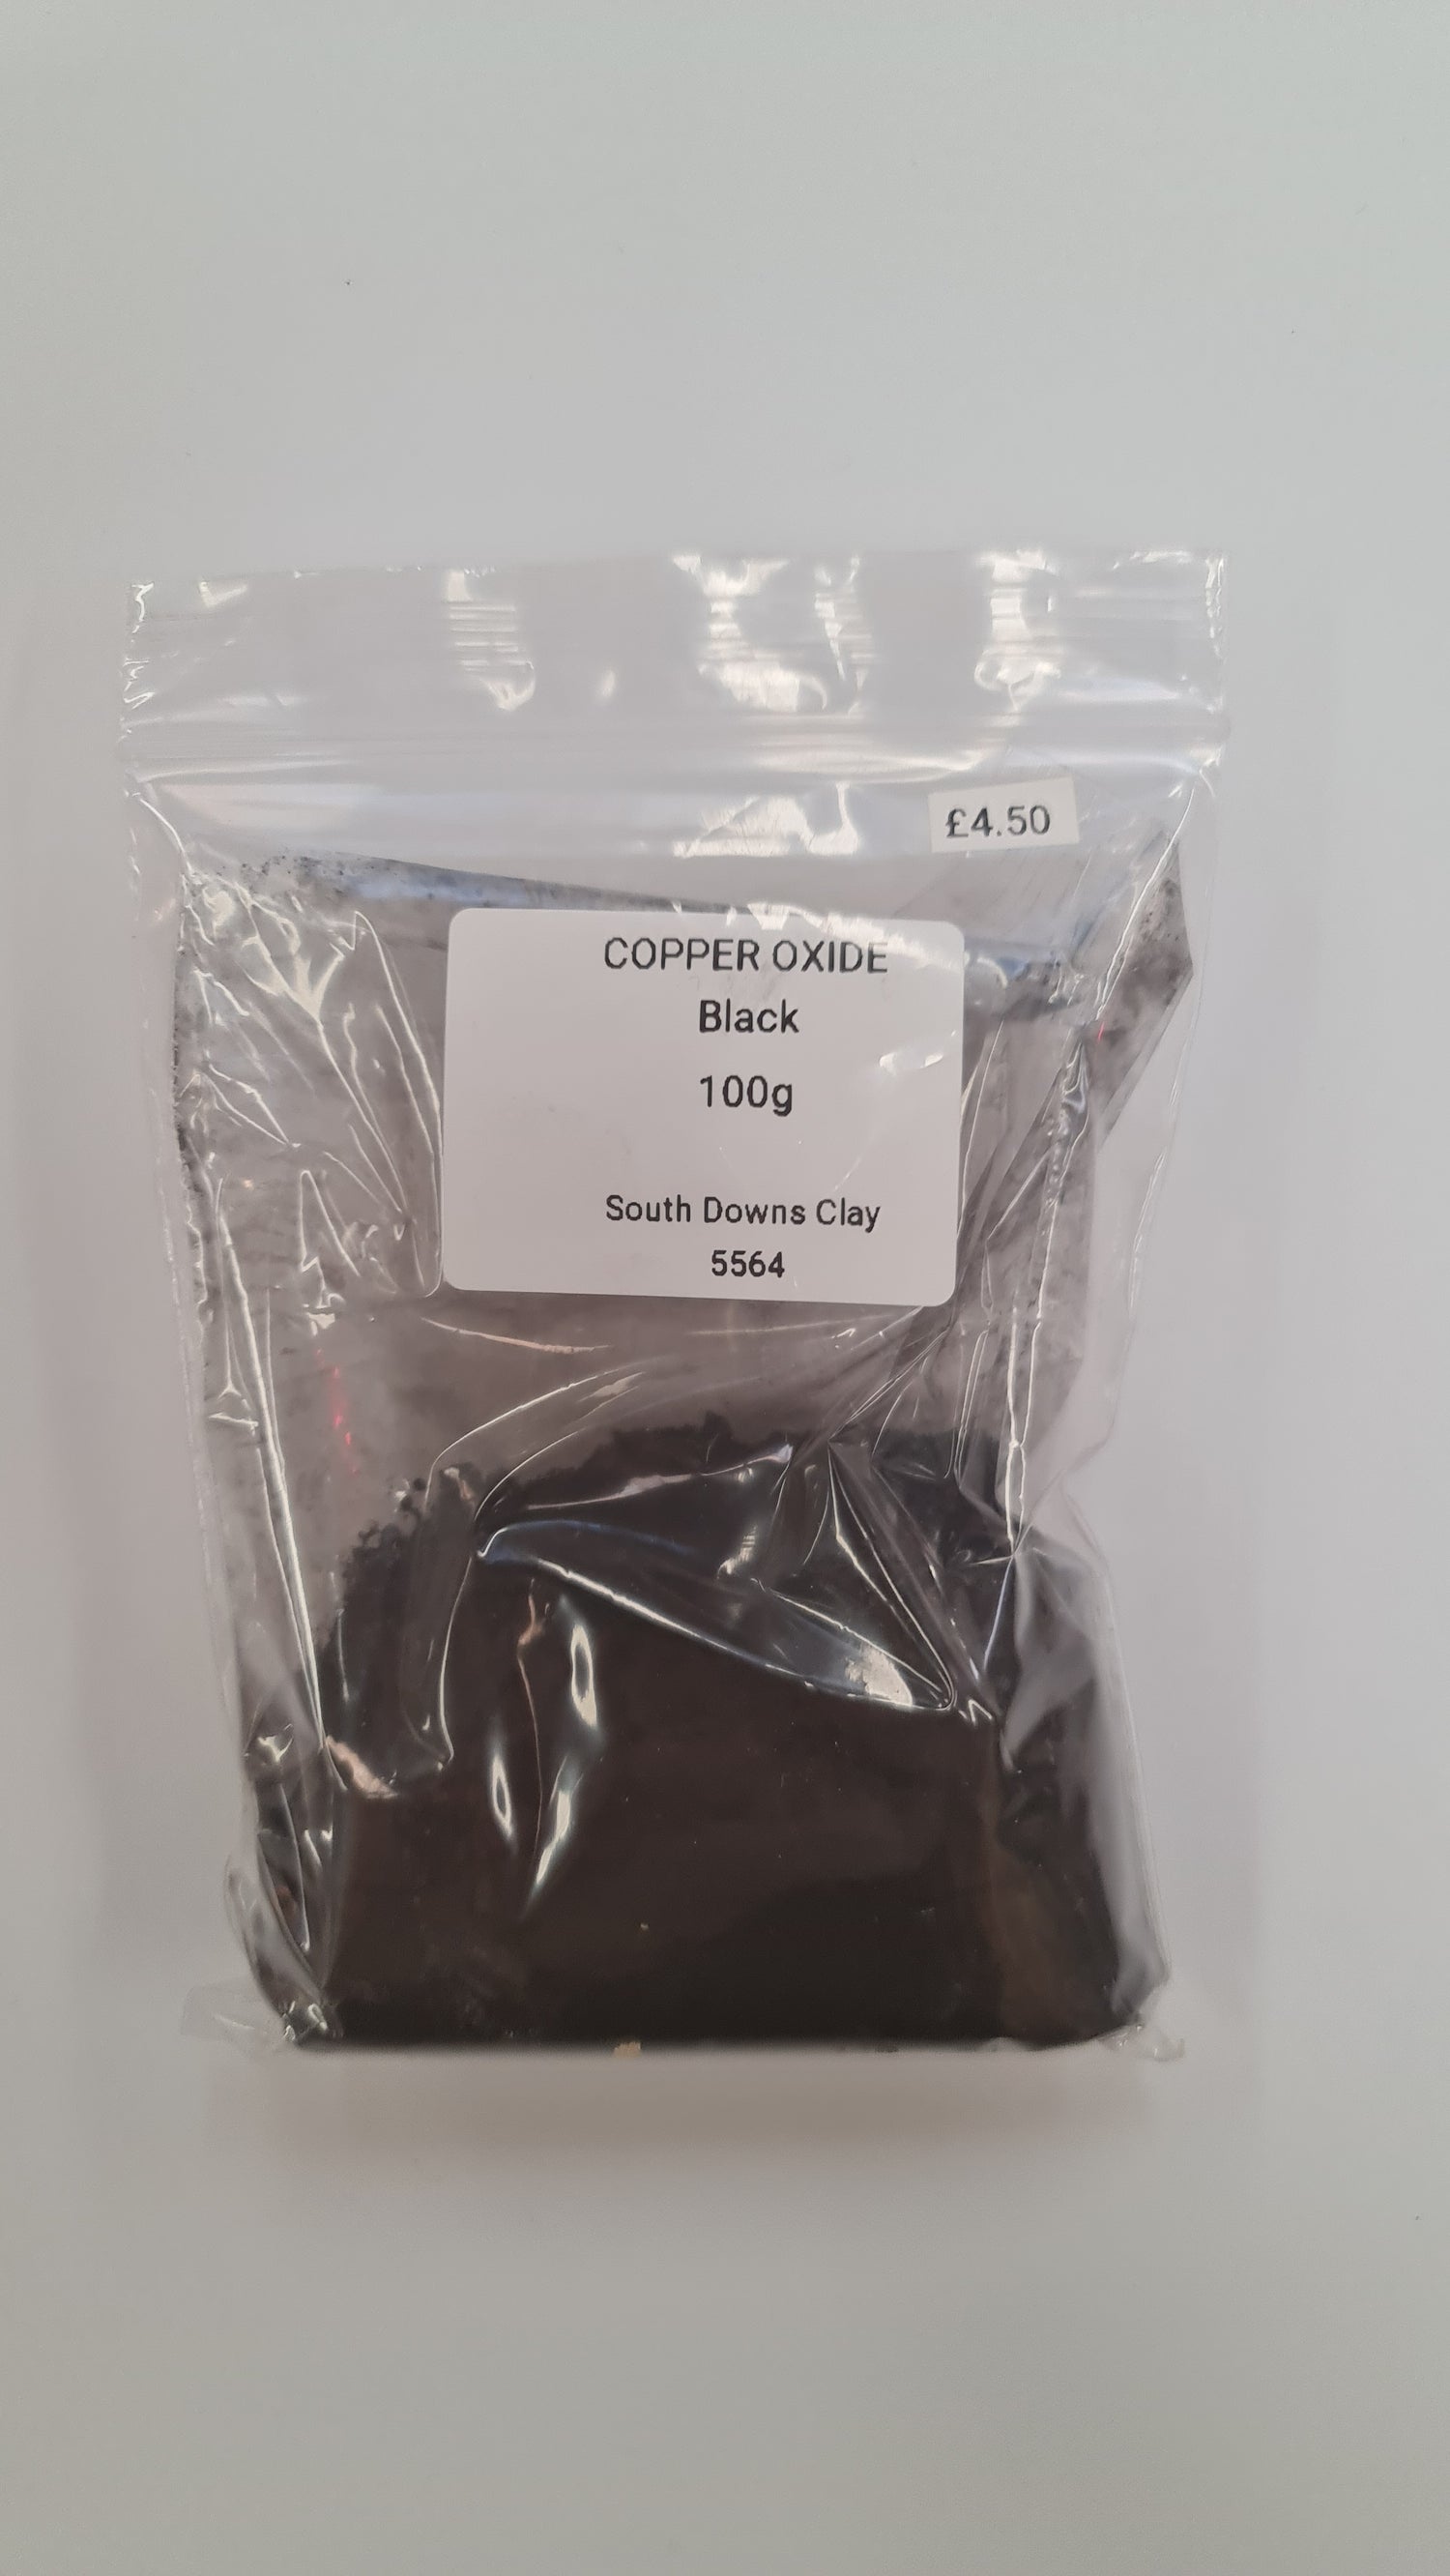 £4.50
COPPER OXIDE
Black
100g
South Downs Clay
5564